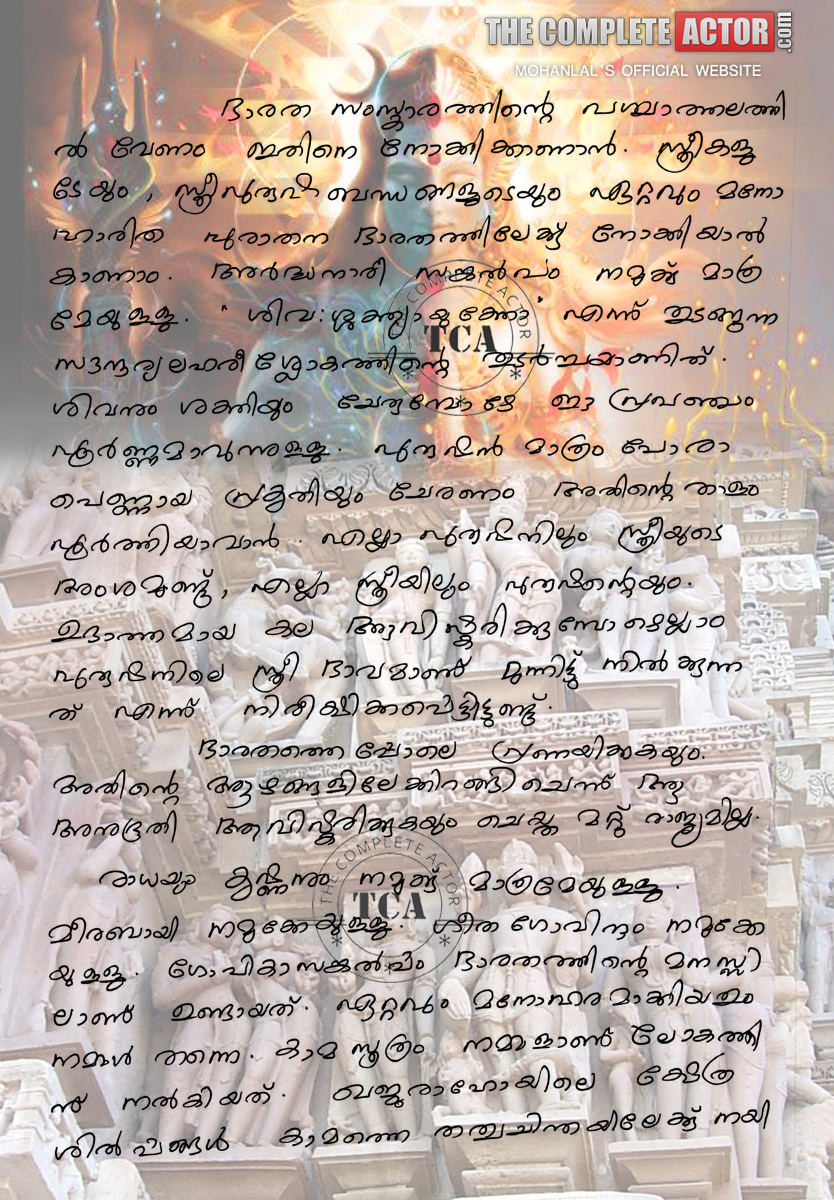 THE COMPLETE ACTOR .com
MOHANLAL'S OFFICIAL WEBSITE
ഭാരത സംസ്കാരത്തിന്റെ പശ്ചാത്തലത്തി
ൽ വേണം ഇതിനെ നോക്കിക്കാണാൻ. സ്ത്രീകളു
ടേയും, സ്ത്രീപുരുഷ ബന്ധങ്ങളുടെയും ഏറ്റവും മനോ
ഹാരിത പുരാതന ഭാരതത്തിലേക്ക് നോക്കിയാൽ
കാണാം. അർദ്ധനാരീ സങ്കൽപം നമുക്ക് മാത്ര
മേയുള്ളു. "ശിവ:ശക്ത്യായുക്തോ" എന്ന് തുടങ്ങുന്ന
സൗന്ദര്യലഹരീ ശ്ലോകത്തിന്റെ തുടർച്ചയാണിത്.
ശിവനും ശക്തിയും ചേരുമ്പോഴേ ഈ പ്രപഞ്ചം
പൂർണ്ണമാവുന്നുള്ളു. പുരുഷൻ മാത്രം പോരാ
പെണ്ണായ പ്രകൃതിയും ചേരണം അതിന്റെ താളം
പൂർത്തിയാവാൻ. എല്ലാ പുരുഷനിലും സ്ത്രീയുടെ
അംശമുണ്ട്, എല്ലാ സ്ത്രീയിലും പുരുഷന്റെയും.
ഉദാത്തമായ കല ആവിഷ്കരിക്കുമ്പോഴെല്ലാം
പുരുഷനിലെ സ്ത്രീ ഭാവമാണ് മുന്നിട്ട് നിൽക്കുന്ന
ത് എന്ന് നിരീക്ഷിക്കപ്പെട്ടിട്ടുണ്ട്.
ഭാരതത്തെപ്പോലെ പ്രണയിക്കുകയും.
അതിന്റെ ആഴങ്ങളിലേക്കിറങ്ങിചെന്ന് ആ
അനുഭൂതി ആവിഷ്കരിക്കുകയും ചെയ്ത മറ്റു രാജ്യമില്ല.
രാധയും കൃഷ്ണനും നമുക്ക് മാത്രമേയുള്ളു.
മീരബായി നമുക്കേയുള്ളു. ഗീത ഗോവിന്ദം നമുക്കേ
യുള്ളു. ഗോപികാസങ്കൽപം ഭാരതത്തിന്റെ മനസ്സി
ലാണ് ഉണ്ടായത്. ഏറ്റവും മനോഹരമാക്കിയതും
നമ്മൾ തന്നെ. കാമസൂത്രം നമ്മളാണ് ലോകത്തി
ന് നൽകിയത്. ഖജുരാഹോയിലെ ക്ഷേത്ര
ശിൽപങ്ങൾ കാമത്തെ തത്വചിന്തയിലേക്ക് നയി
THE COMPLETE ACTOR
TCA
THE COMPLETE ACTOR
TCA